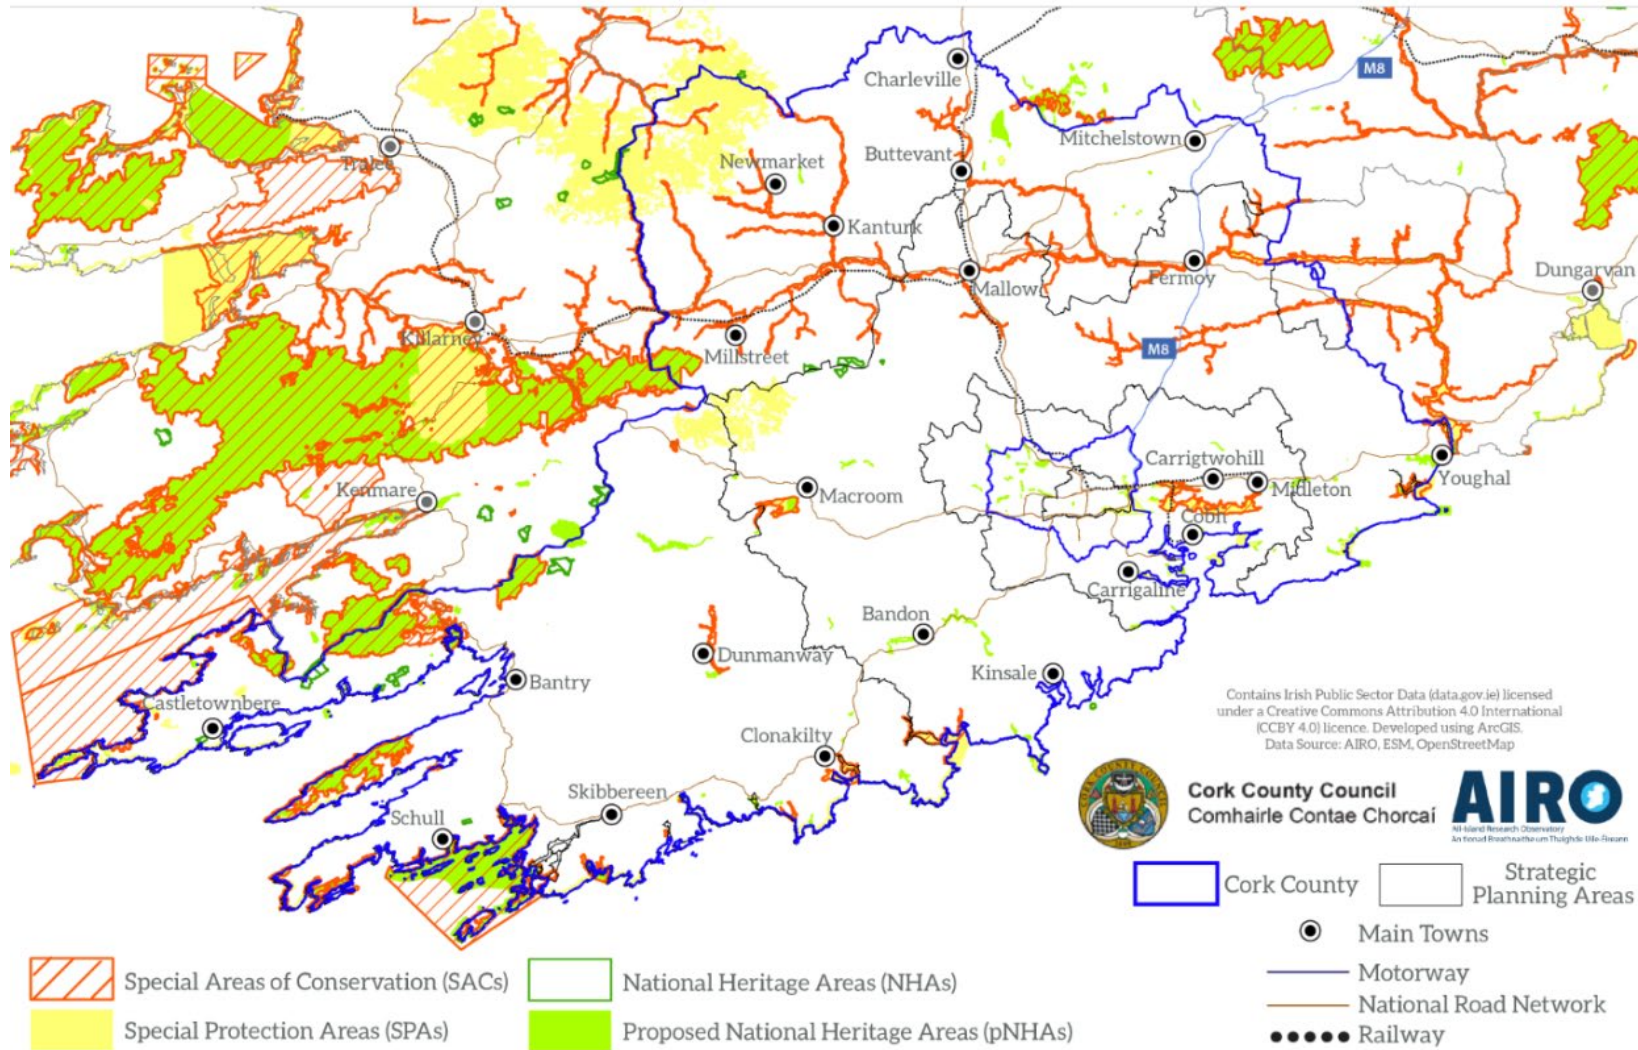 Charleville
M8
Mitchelstown
Buttevant
Tralee
Newmarket
Kanturk
Fermoy
Dungarvan
Mallow
Killarney
Millstreet
M8
Carrigtwohill
Midleton
Youghal
Macroom
Kenmare
Cobh
Carrigaline
Bandon
Dunmanway
Kinsale
Bantry
Castletownbere
Clonakilty
Skibbereen
Schull
Contains Irish Public Sector Data (data.gov.ie) licensed
under a Creative Commons Attribution 4.0 International
(CCBY 4.0) licence. Developed using ArcGIS.
Data Source: AIRO, ESM, OpenStreetMap
Cork County Council
Comhairle Contae Chorcaí
AIRO
All-Island Research Observatory
Cork County
Strategic
Planning Areas
Main Towns
Motorway
National Road Network
Railway
Special Areas of Conservation (SACs)
National Heritage Areas (NHAs)
Special Protection Areas (SPAs)
Proposed National Heritage Areas (pNHAs)